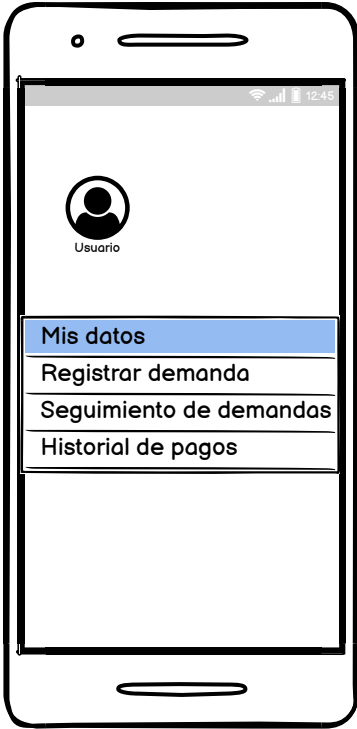 12:45
Usuario
Mis datos
Registrar demanda
Seguimiento de demandas
Historial de pagos